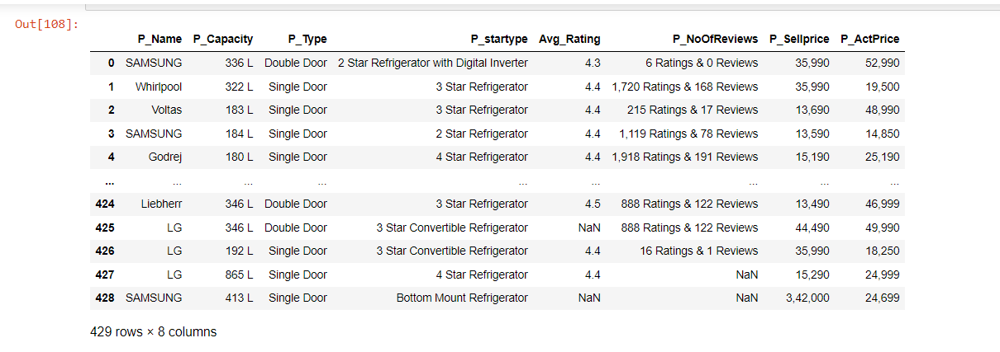 Out[108]:
P_Name P_Capacity P_Type P_startype Avg_Rating P_NoOfReviews P_Sellprice P_ActPrice
0 SAMSUNG 336 L Double Door 2 Star Refrigerator with Digital Inverter 4.3 6 Ratings & 0 Reviews 35,990 52,990
1 Whirlpool 322 L Single Door 3 Star Refrigerator 4.4 1,720 Ratings & 168 Reviews 35,990 19,500
2 Voltas 183 L Single Door 3 Star Refrigerator 4.4 215 Ratings & 17 Reviews 13,690 48,990
3 SAMSUNG 184 L Single Door 2 Star Refrigerator 4.4 1,119 Ratings & 78 Reviews 13,590 14,850
4 Godrej 180 L Single Door 4 Star Refrigerator 4.4 1,918 Ratings & 191 Reviews 15,190 25,190
... ... ... ... ... ... ... ... ...
424 Liebherr 346 L Double Door 3 Star Refrigerator 4.5 888 Ratings & 122 Reviews 13,490 46,999
425 LG 346 L Double Door 3 Star Convertible Refrigerator NaN 888 Ratings & 122 Reviews 44,490 49,990
426 LG 192 L Single Door 3 Star Convertible Refrigerator 4.4 16 Ratings & 1 Reviews 35,990 18,250
427 LG 865 L Single Door 4 Star Refrigerator 4.4 NaN 15,290 24,999
428 SAMSUNG 413 L Single Door Bottom Mount Refrigerator NaN NaN 3,42,000 24,699
429 rows × 8 columns